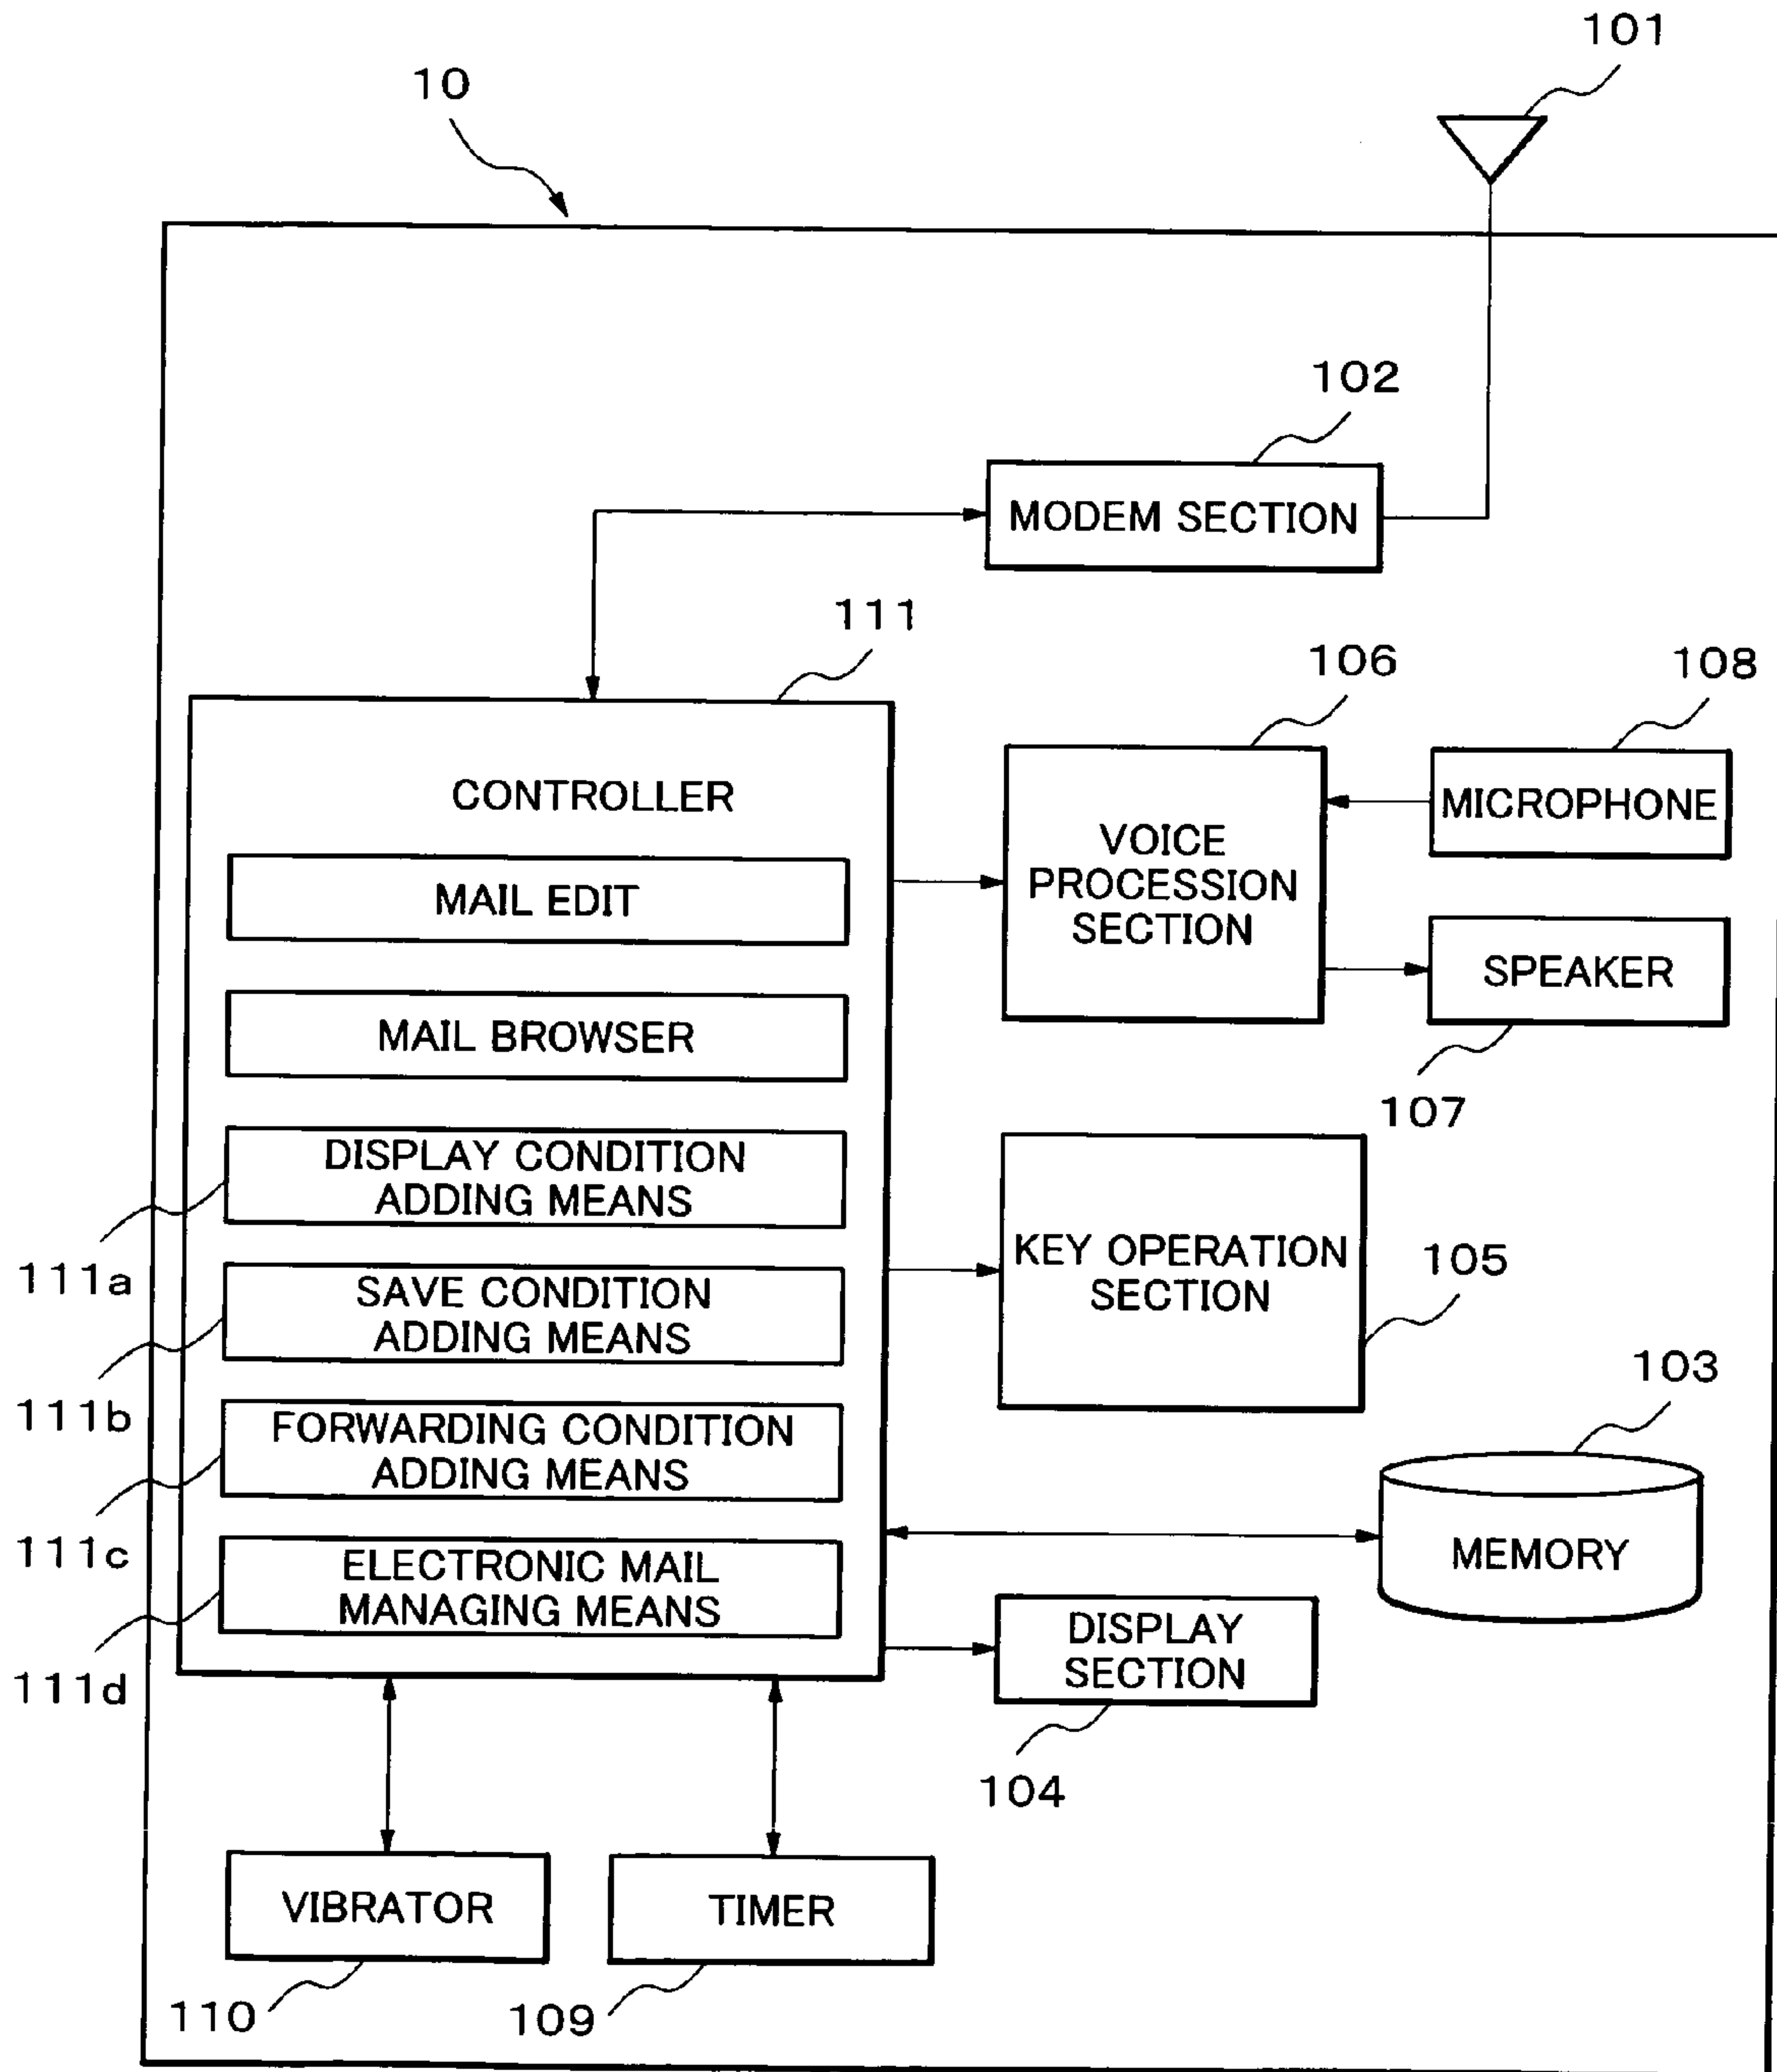 101
10
102
MODEM SECTION
111
106
108
CONTROLLER
MICROPHONE
VOICE
PROCESSION
SECTION
MAIL EDIT
SPEAKER
MAIL BROWSER
107
DISPLAY CONDITION
ADDING MEANS
111a
KEY OPERATION
SECTION
105
SAVE CONDITION
ADDING MEANS
111b
103
FORWARDING CONDITION
ADDING MEANS
111c
MEMORY
ELECTRONIC MAIL
MANAGING MEANS
111d
DISPLAY
SECTION
104
VIBRATOR
TIMER
110
109